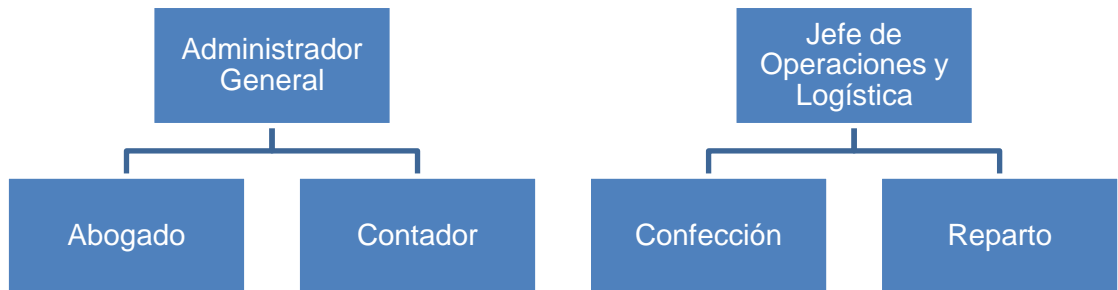 Administrador
General
Jefe de
Operaciones y
Logística
Abogado
Contador
Confección
Reparto